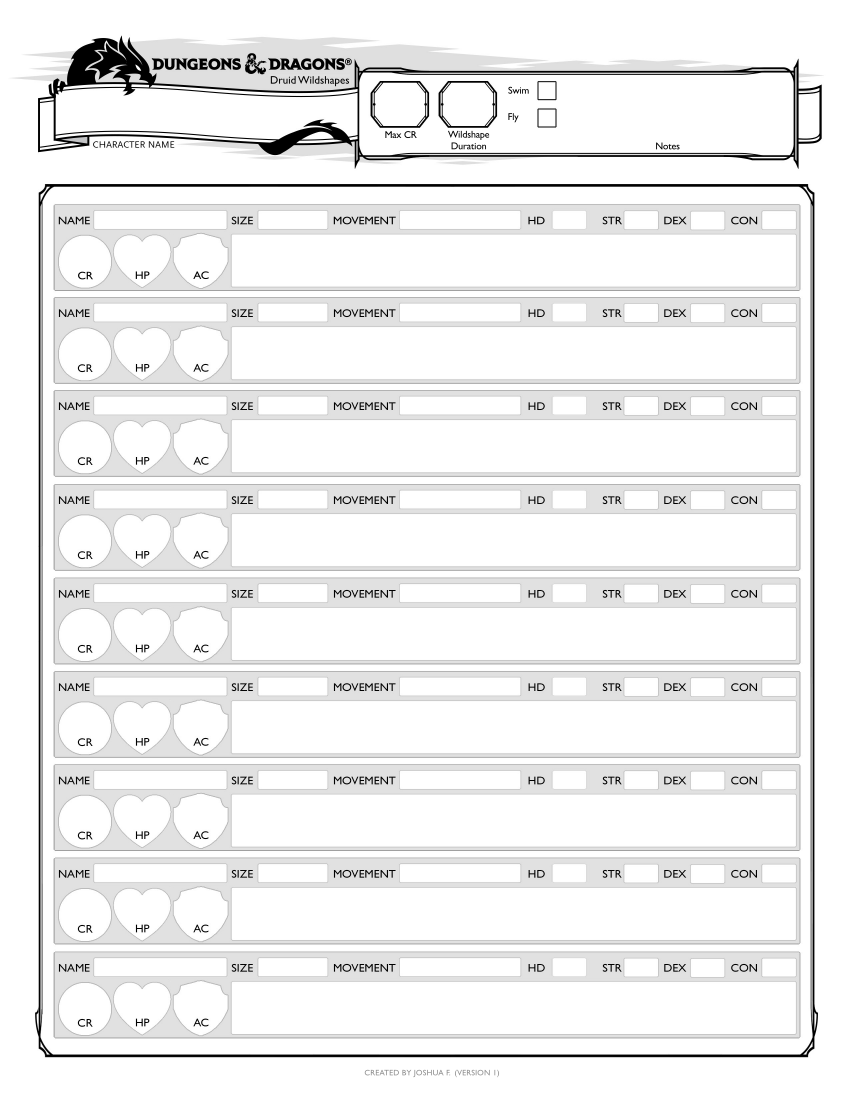 DUNGEONS & DRAGONS®
Druid Wildshapes
CHARACTER NAME
Max CR
Wildshape
Duration
Swim
Fly
Notes
NAME SIZE MOVEMENT HD STR DEX CON
CR HP AC
NAME SIZE MOVEMENT HD STR DEX CON
CR HP AC
NAME SIZE MOVEMENT HD STR DEX CON
CR HP AC
NAME SIZE MOVEMENT HD STR DEX CON
CR HP AC
NAME SIZE MOVEMENT HD STR DEX CON
CR HP AC
NAME SIZE MOVEMENT HD STR DEX CON
CR HP AC
NAME SIZE MOVEMENT HD STR DEX CON
CR HP AC
NAME SIZE MOVEMENT HD STR DEX CON
CR HP AC
NAME SIZE MOVEMENT HD STR DEX CON
CR HP AC
CREATED BY JOSHUA F. (VERSION 1)